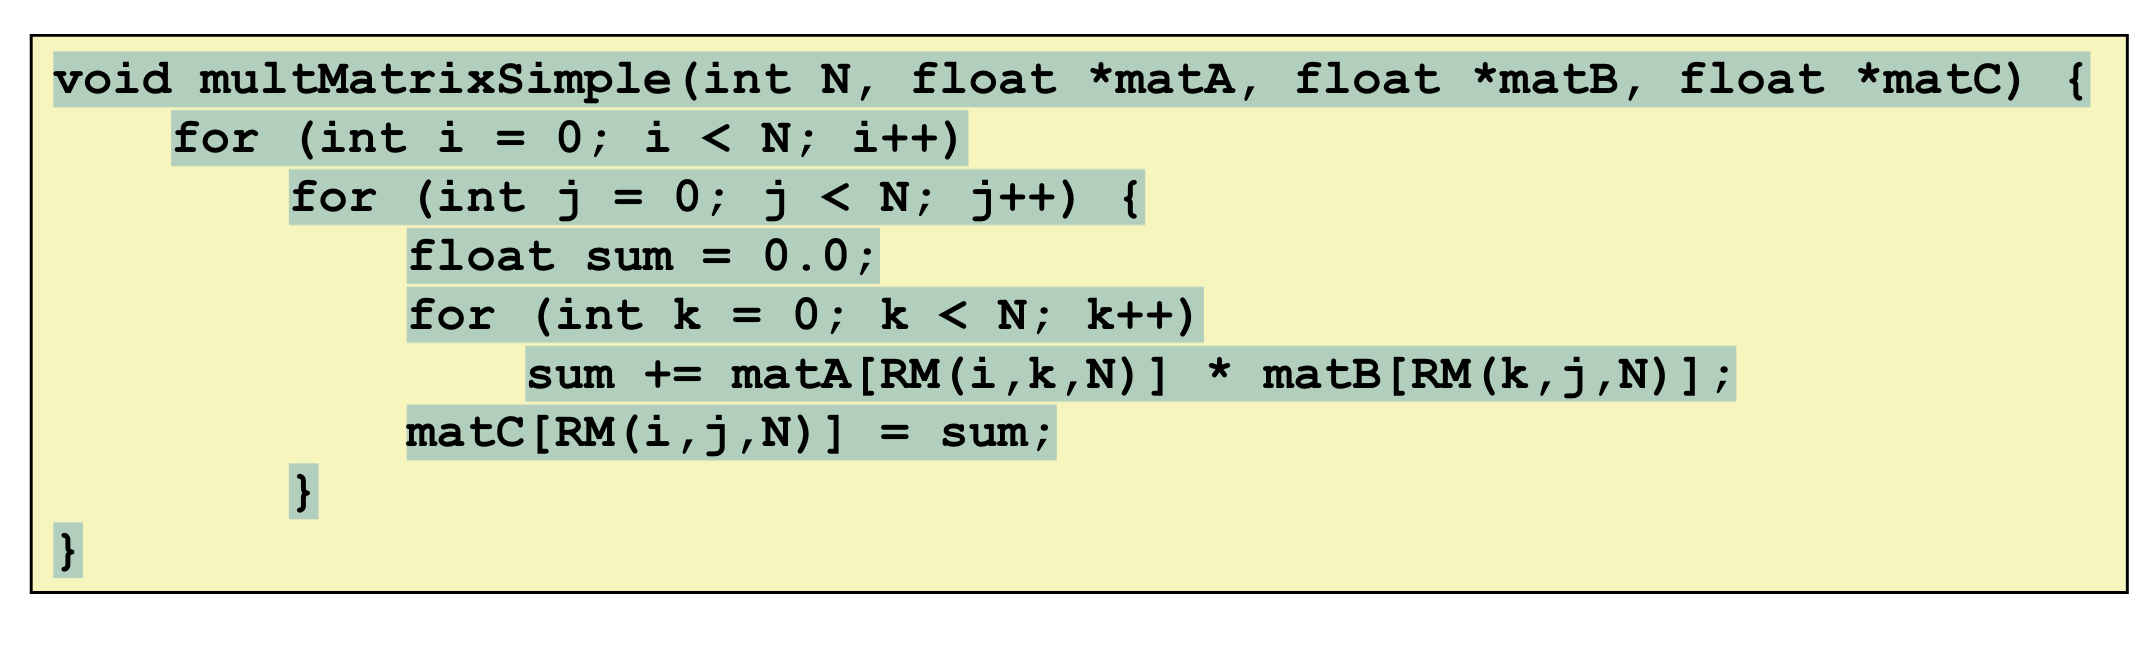 void multMatrixSimple(int N, float *matA, float *matB, float *matC) {
    for (int i = 0; i < N; i++)
        for (int j = 0; j < N; j++) {
            float sum = 0.0;
            for (int k = 0; k < N; k++)
                sum += matA[RM(i,k,N)] * matB[RM(k,j,N)];
            matC[RM(i,j,N)] = sum;
        }
}